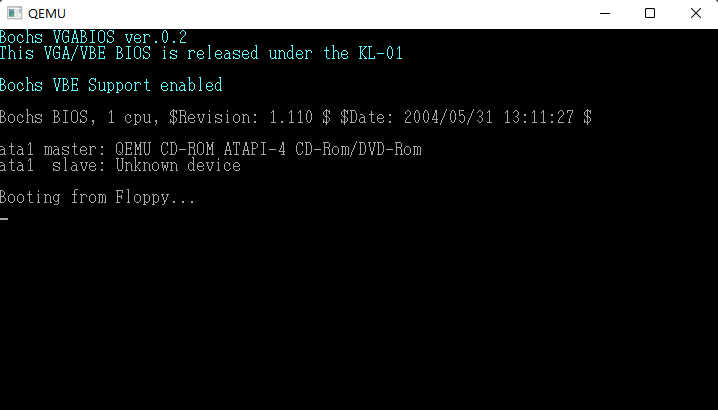 QEMU
Bochs VGABIOS ver.0.2
This VGA/VBE BIOS is released under the KL-01
Bochs VBE Support enabled
Bochs BIOS, 1 cpu, $Revision: 1.110 $ $Date: 2004/05/31 13:11:27 $
ata1 master: QEMU CD-ROM ATAPI-4 CD-Rom/DVD-Rom
ata1  slave: Unknown device
Booting from Floppy...
_